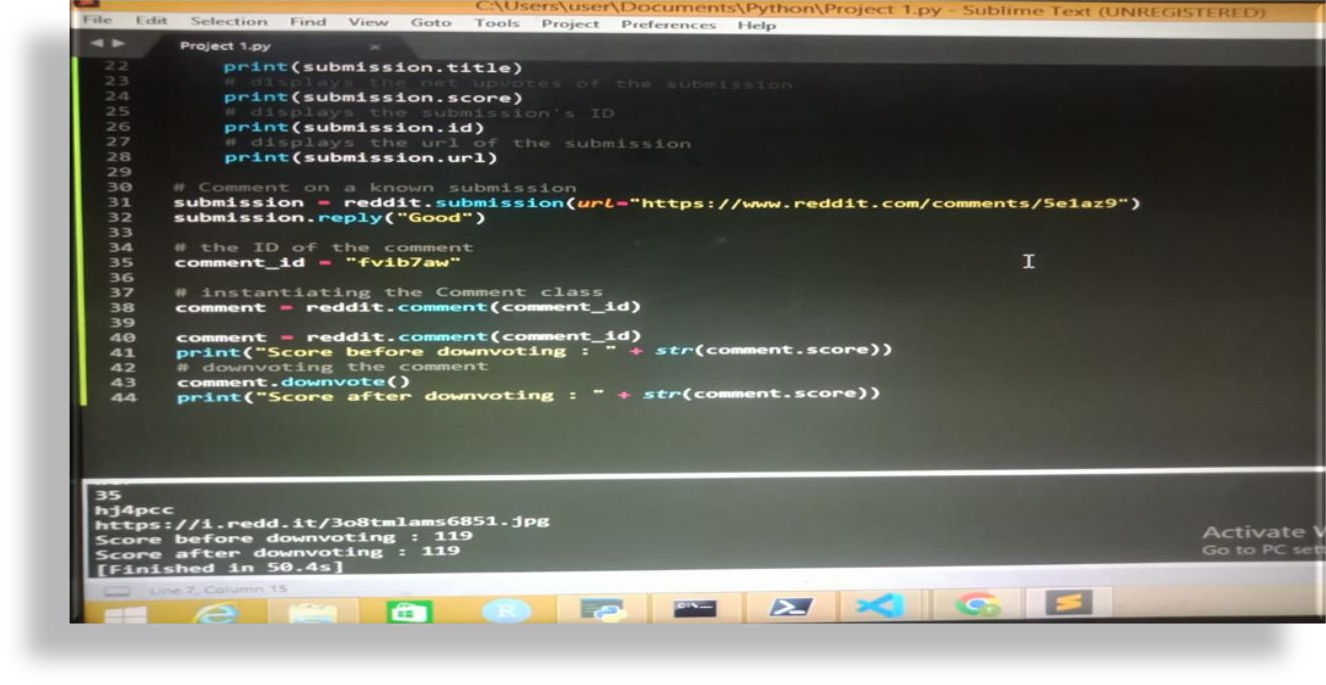 C:\Users\user\Documents\Python\Project 1.py - Sublime Text (UNREGISTERED)
File Edit Selection Find View Goto Tools Project Preferences Help
Project 1.py ×
22 print(submission.title)
23 # displays the net upvotes of the submission
24 print(submission.score)
25 # displays the submission's ID
26 print(submission.id)
27 # displays the url of the submission
28 print(submission.url)
29
30 # Comment on a known submission
31 submission = reddit.submission(url="https://www.reddit.com/comments/5e1az9")
32 submission.reply("Good")
33
34 # the ID of the comment
35 comment_id = "fvib7aw"
36
37 # instantiating the Comment class
38 comment = reddit.comment(comment_id)
39
40 comment = reddit.comment(comment_id)
41 print("Score before downvoting : " + str(comment.score))
42 # downvoting the comment
43 comment.downvote()
44 print("Score after downvoting : " + str(comment.score))
35
hj4pcc
https://i.redd.it/3o8tmlams6851.jpg
Score before downvoting : 119
Score after downvoting : 119
[Finished in 50.4s]
Activate
Go to PC
Line 7, Column 15